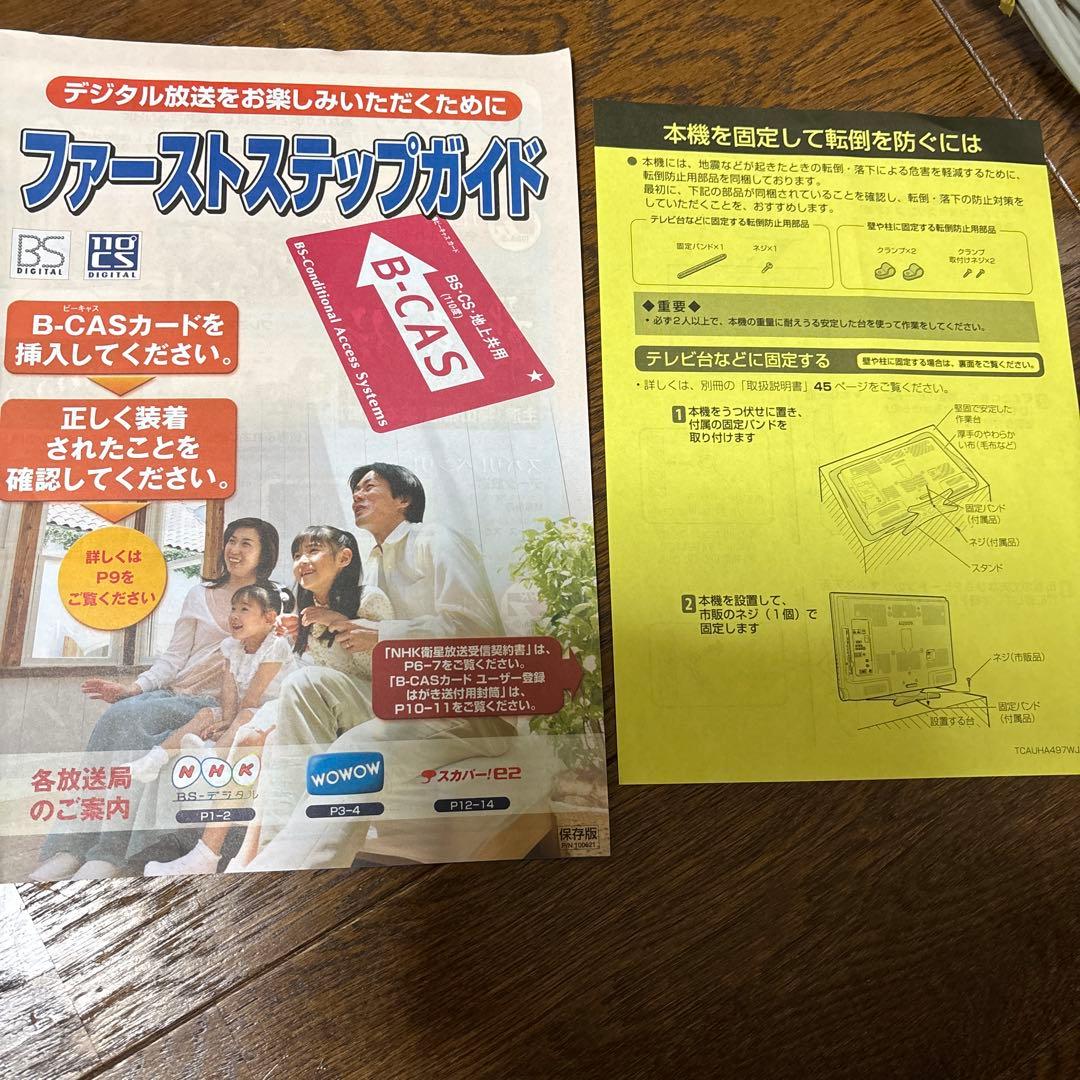 デジタル放送をお楽しみいただくために
ファーストステップガイド
BS
DIGITAL
110°
CS
DIGITAL
ビーキャスカード
B-CAS
BS・CS・地上共用
(110度)
BS-Conditional Access Systems
ビーキャス
B-CASカードを
挿入してください。
正しく装着
されたことを
確認してください。
詳しくは
P9を
ご覧ください
「NHK衛星放送受信契約書」は、
P6-7をご覧ください。
「B-CASカード ユーザー登録
はがき送付用封筒」は、
P10-11をご覧ください。
各放送局
のご案内
NHK
BS-デジタル
P1-2
WOWOW
P3-4
スカパー!e2
P12-14
保存版
P/N 100621
本機を固定して転倒を防ぐには
● 本機には、地震などが起きたときの転倒・落下による危害を軽減するために、
転倒防止用部品を同梱しております。
最初に、下記の部品が同梱されていることを確認し、転倒・落下の防止対策を
していただくことを、おすすめします。
テレビ台などに固定する転倒防止用部品
固定バンド×1
ネジ×1
壁や柱に固定する転倒防止用部品
クランプ×2
クランプ
取付けネジ×2
◆重要◆
・必ず2人以上で、本機の重量に耐えうる安定した台を使って作業をしてください。
テレビ台などに固定する
壁や柱に固定する場合は、裏面をご覧ください。
・詳しくは、別冊の「取扱説明書」45ページをご覧ください。
1 本機をうつ伏せに置き、
付属の固定バンドを
取り付けます
堅固で安定した
作業台
厚手のやわらか
い布(毛布など)
固定バンド
(付属品)
ネジ(付属品)
スタンド
2 本機を設置して、
市販のネジ(1個)で
固定します
ネジ(市販品)
固定バンド
(付属品)
設置する台
TCAUHA497WJ